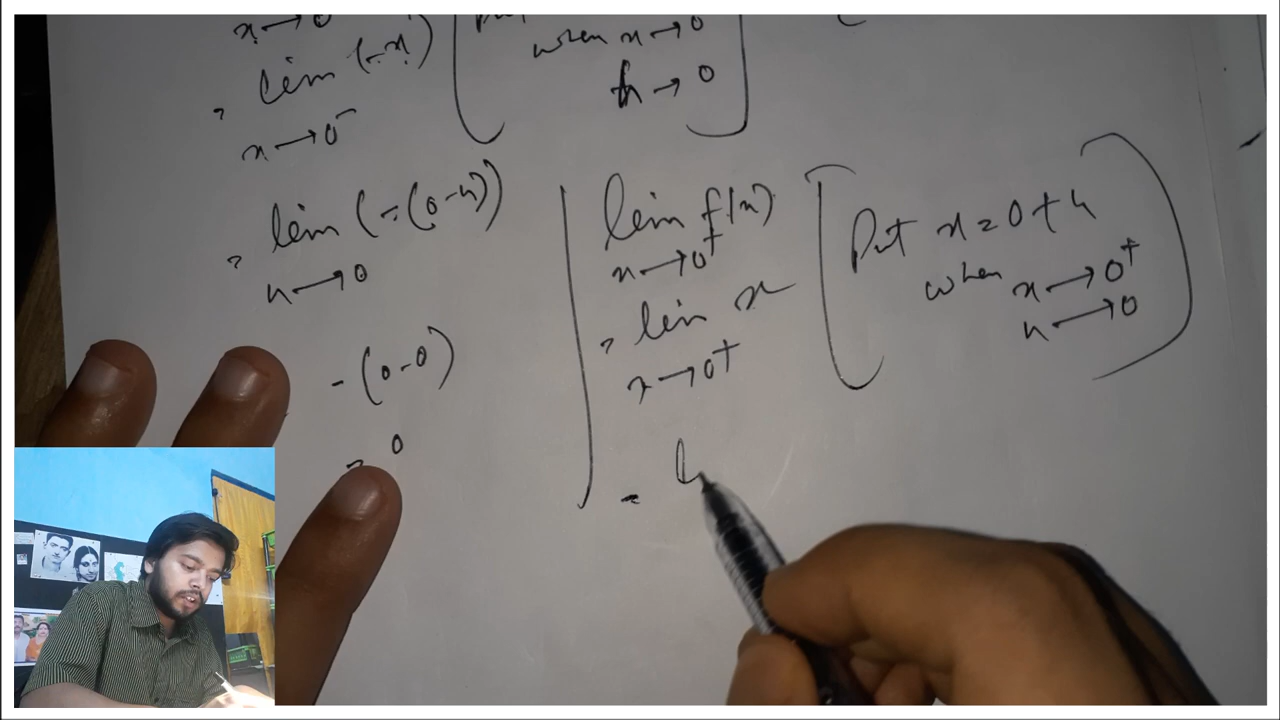 x→0
lim (-x)
when x→0
, x→0⁻
h→0
, lim (-(0-h))
h→0
-(0-0)
= 0
lim f(x)
x→0⁺
, lim x
x→0⁺
=
Put x=0+h
when x→0⁺
h→0